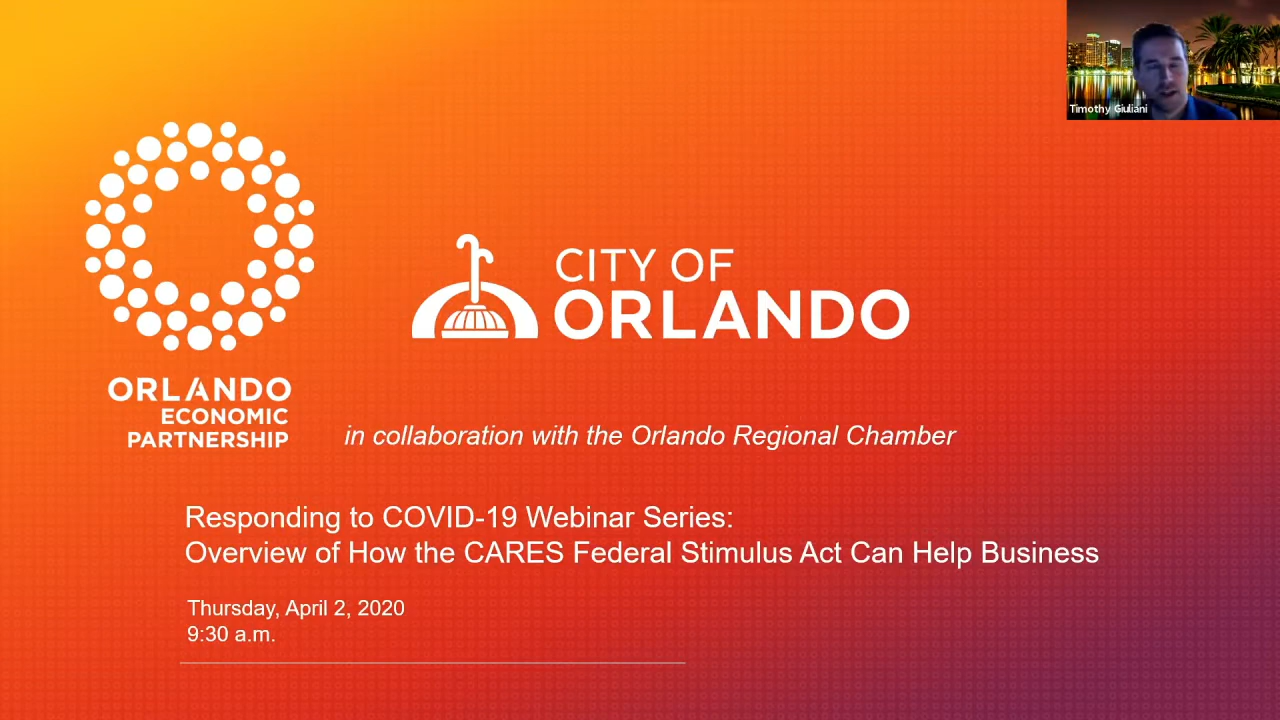 Timothy Giuliani
CITY OF
ORLANDO
ORLANDO
ECONOMIC
PARTNERSHIP
in collaboration with the Orlando Regional Chamber
Responding to COVID-19 Webinar Series:
Overview of How the CARES Federal Stimulus Act Can Help Business
Thursday, April 2, 2020
9:30 a.m.